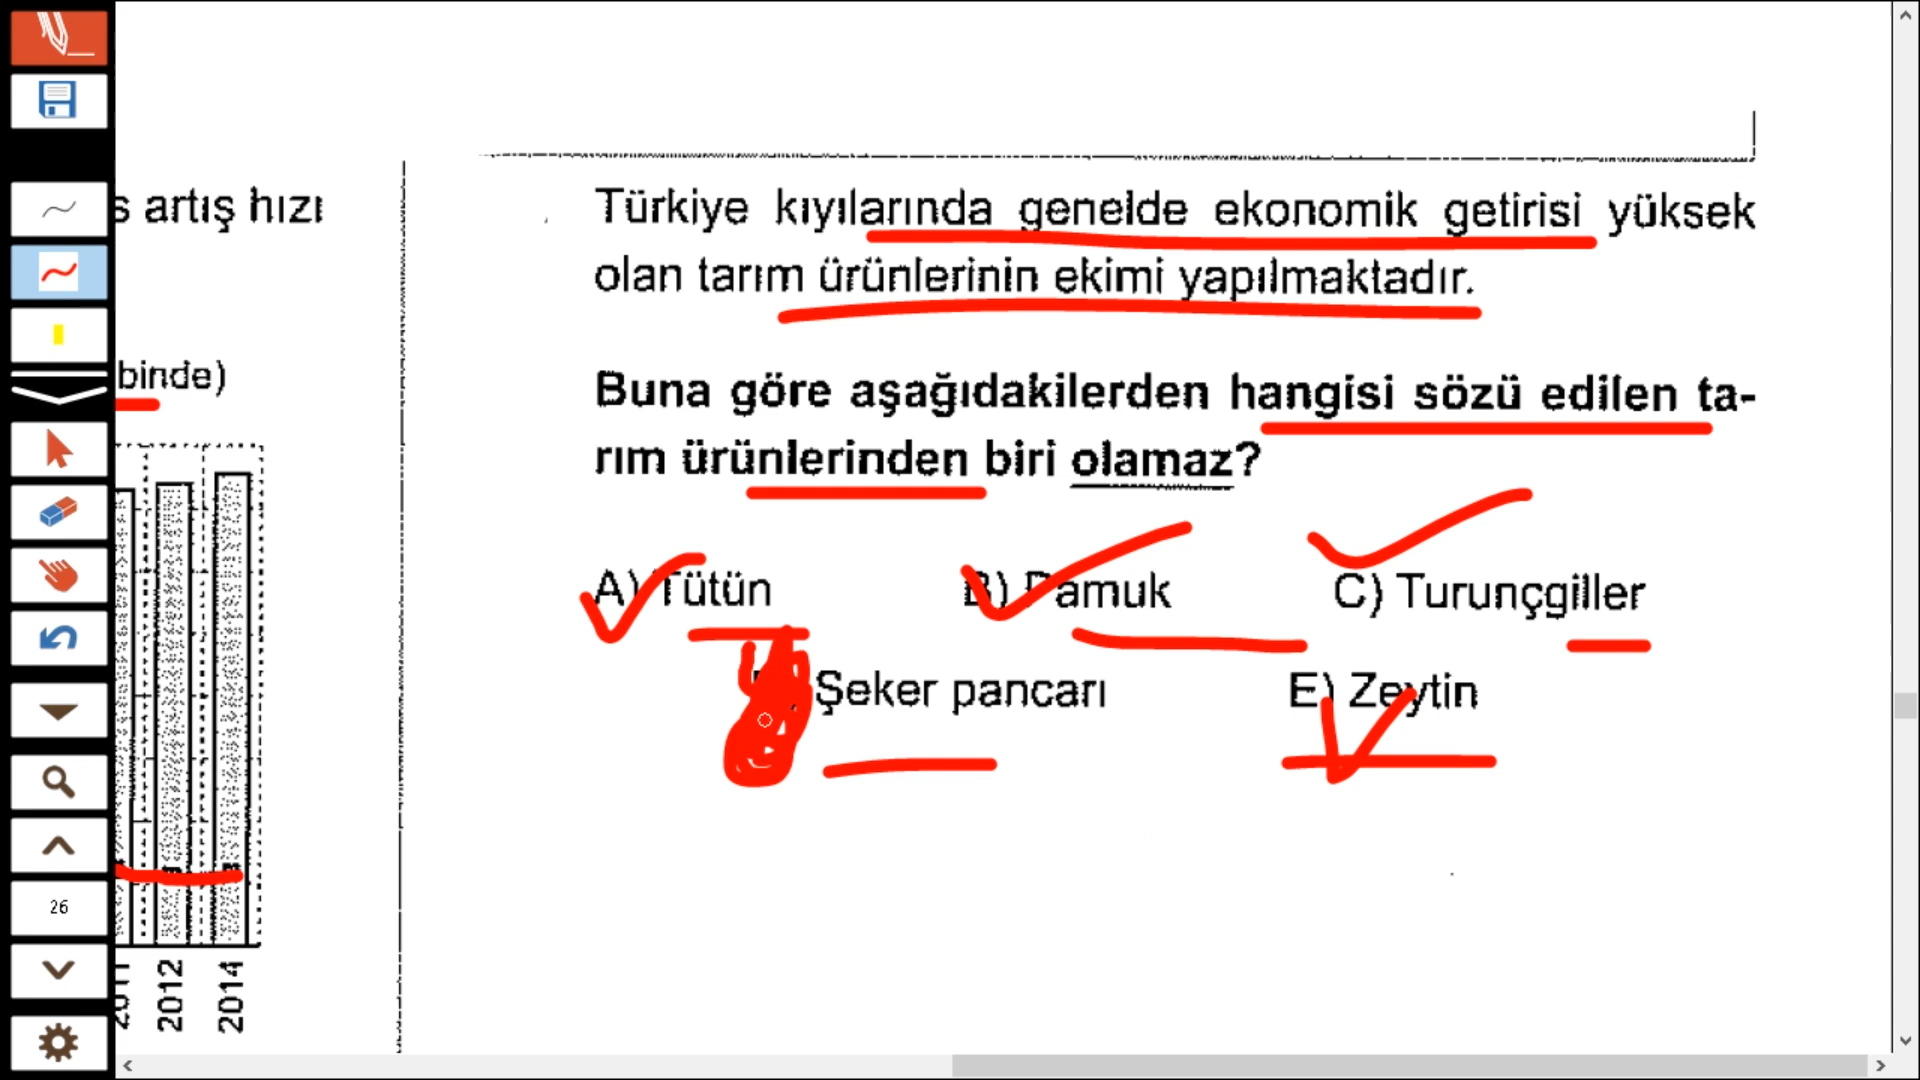 s artış hızı
binde)
2012
2014
Türkiye kıyılarında genelde ekonomik getirisi yüksek
olan tarım ürünlerinin ekimi yapılmaktadır.
Buna göre aşağıdakilerden hangisi sözü edilen ta-
rım ürünlerinden biri olamaz?
A) Tütün B) Pamuk C) Turunçgiller
Şeker pancarı E) Zeytin
26